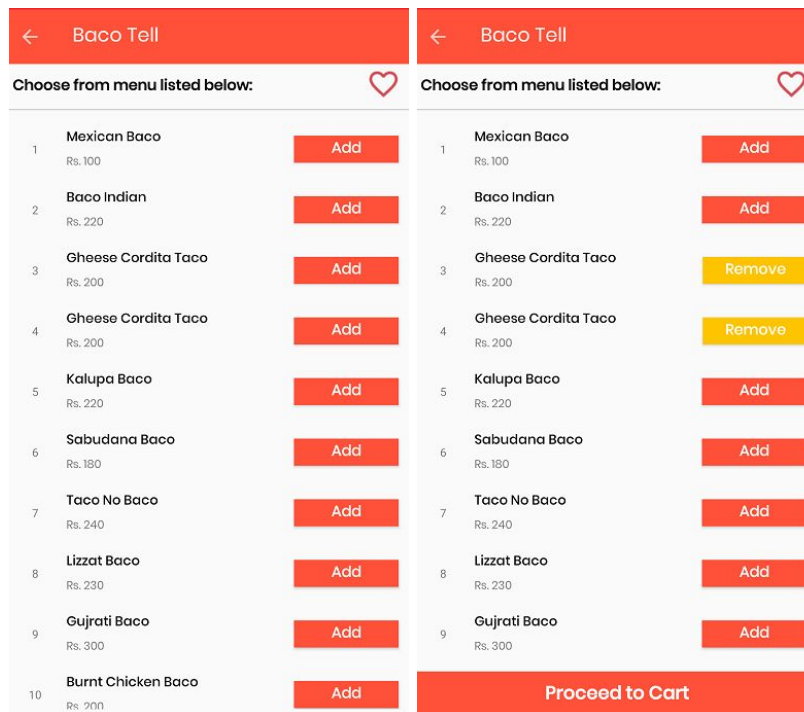 Baco Tell
Choose from menu listed below:
1
Mexican Baco
Rs. 100
Add
2
Baco Indian
Rs. 220
Add
3
Gheese Cordita Taco
Rs. 200
Add
4
Gheese Cordita Taco
Rs. 200
Add
5
Kalupa Baco
Rs. 220
Add
6
Sabudana Baco
Rs. 180
Add
7
Taco No Baco
Rs. 240
Add
8
Lizzat Baco
Rs. 230
Add
9
Gujrati Baco
Rs. 300
Add
10
Burnt Chicken Baco
Rs. 200
Add
Baco Tell
Choose from menu listed below:
1
Mexican Baco
Rs. 100
Add
2
Baco Indian
Rs. 220
Add
3
Gheese Cordita Taco
Rs. 200
Remove
4
Gheese Cordita Taco
Rs. 200
Remove
5
Kalupa Baco
Rs. 220
Add
6
Sabudana Baco
Rs. 180
Add
7
Taco No Baco
Rs. 240
Add
8
Lizzat Baco
Rs. 230
Add
9
Gujrati Baco
Rs. 300
Add
Proceed to Cart